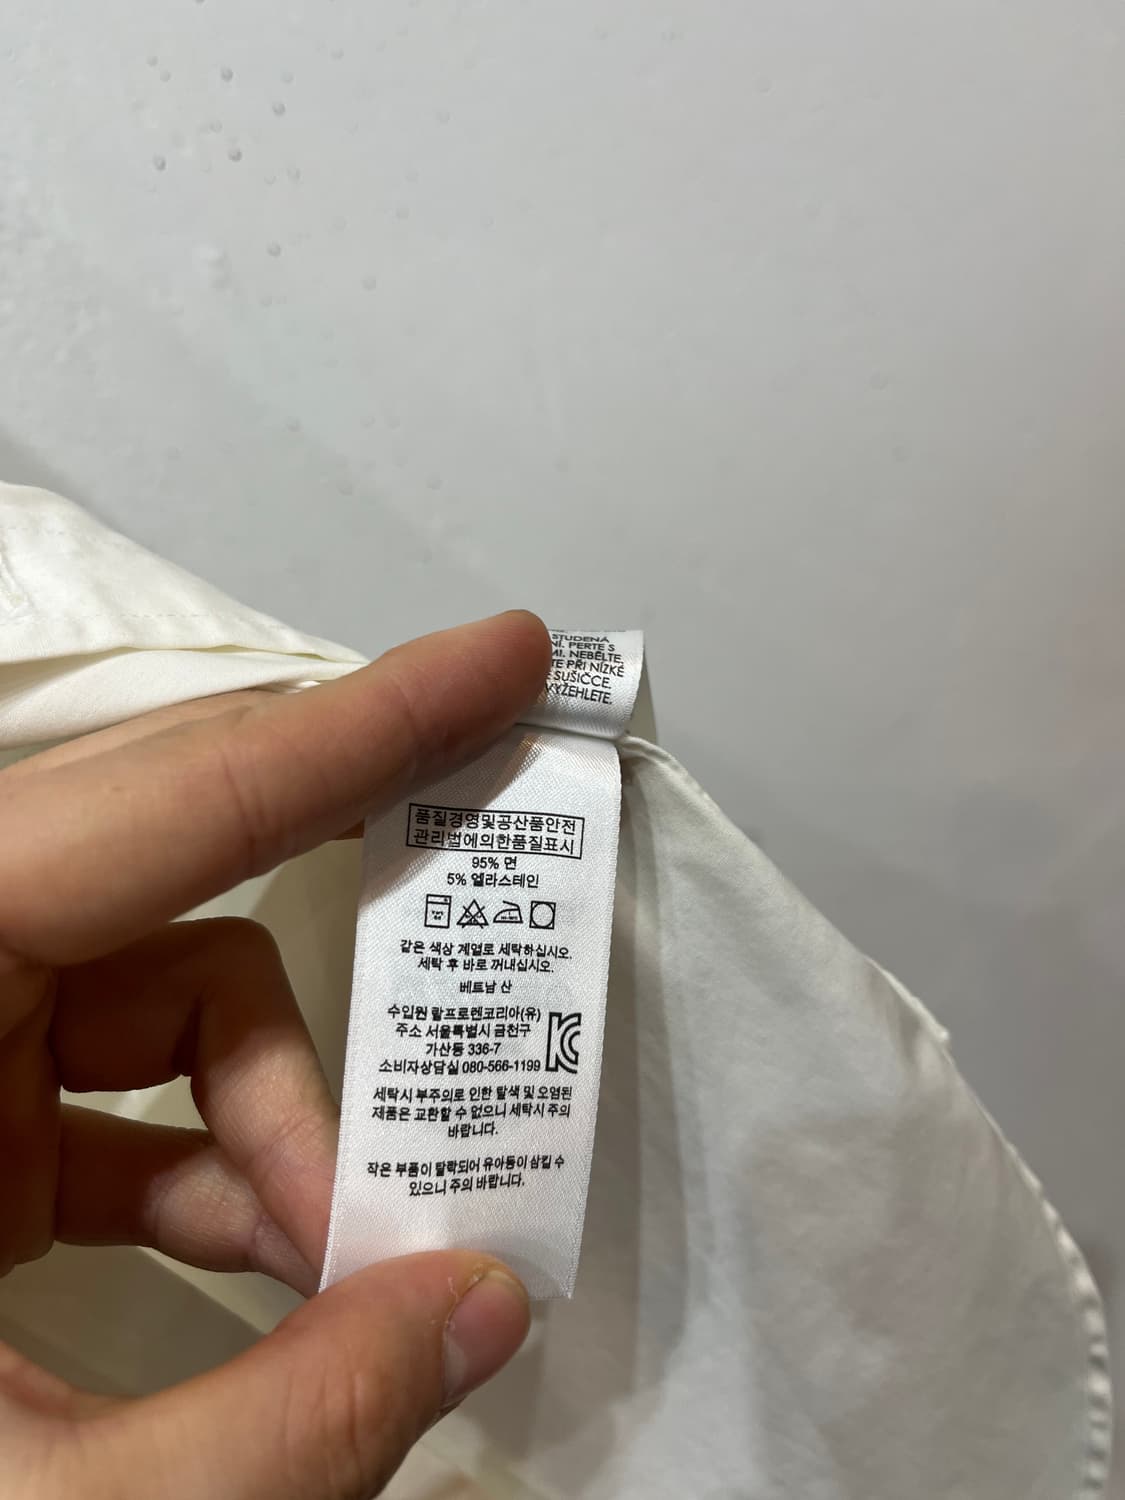 STUDENÁ
NÍ. PERTE S
MI. NEBĚLTE.
TE PŘI NÍZKÉ
E SUŠIČCE.
VYŽEHLETE.
품질경영및공산품안전
관리법에의한품질표시
95% 면
5% 엘라스테인
같은 색상 계열로 세탁하십시오.
세탁 후 바로 꺼내십시오.
베트남 산
수입원 랄프로렌코리아(유)
주소 서울특별시 금천구
가산동 336-7
소비자상담실 080-566-1199
세탁시 부주의로 인한 탈색 및 오염된
제품은 교환할 수 없으니 세탁시 주의
바랍니다.
작은 부품이 탈락되어 유아등이 삼킬 수
있으니 주의 바랍니다.